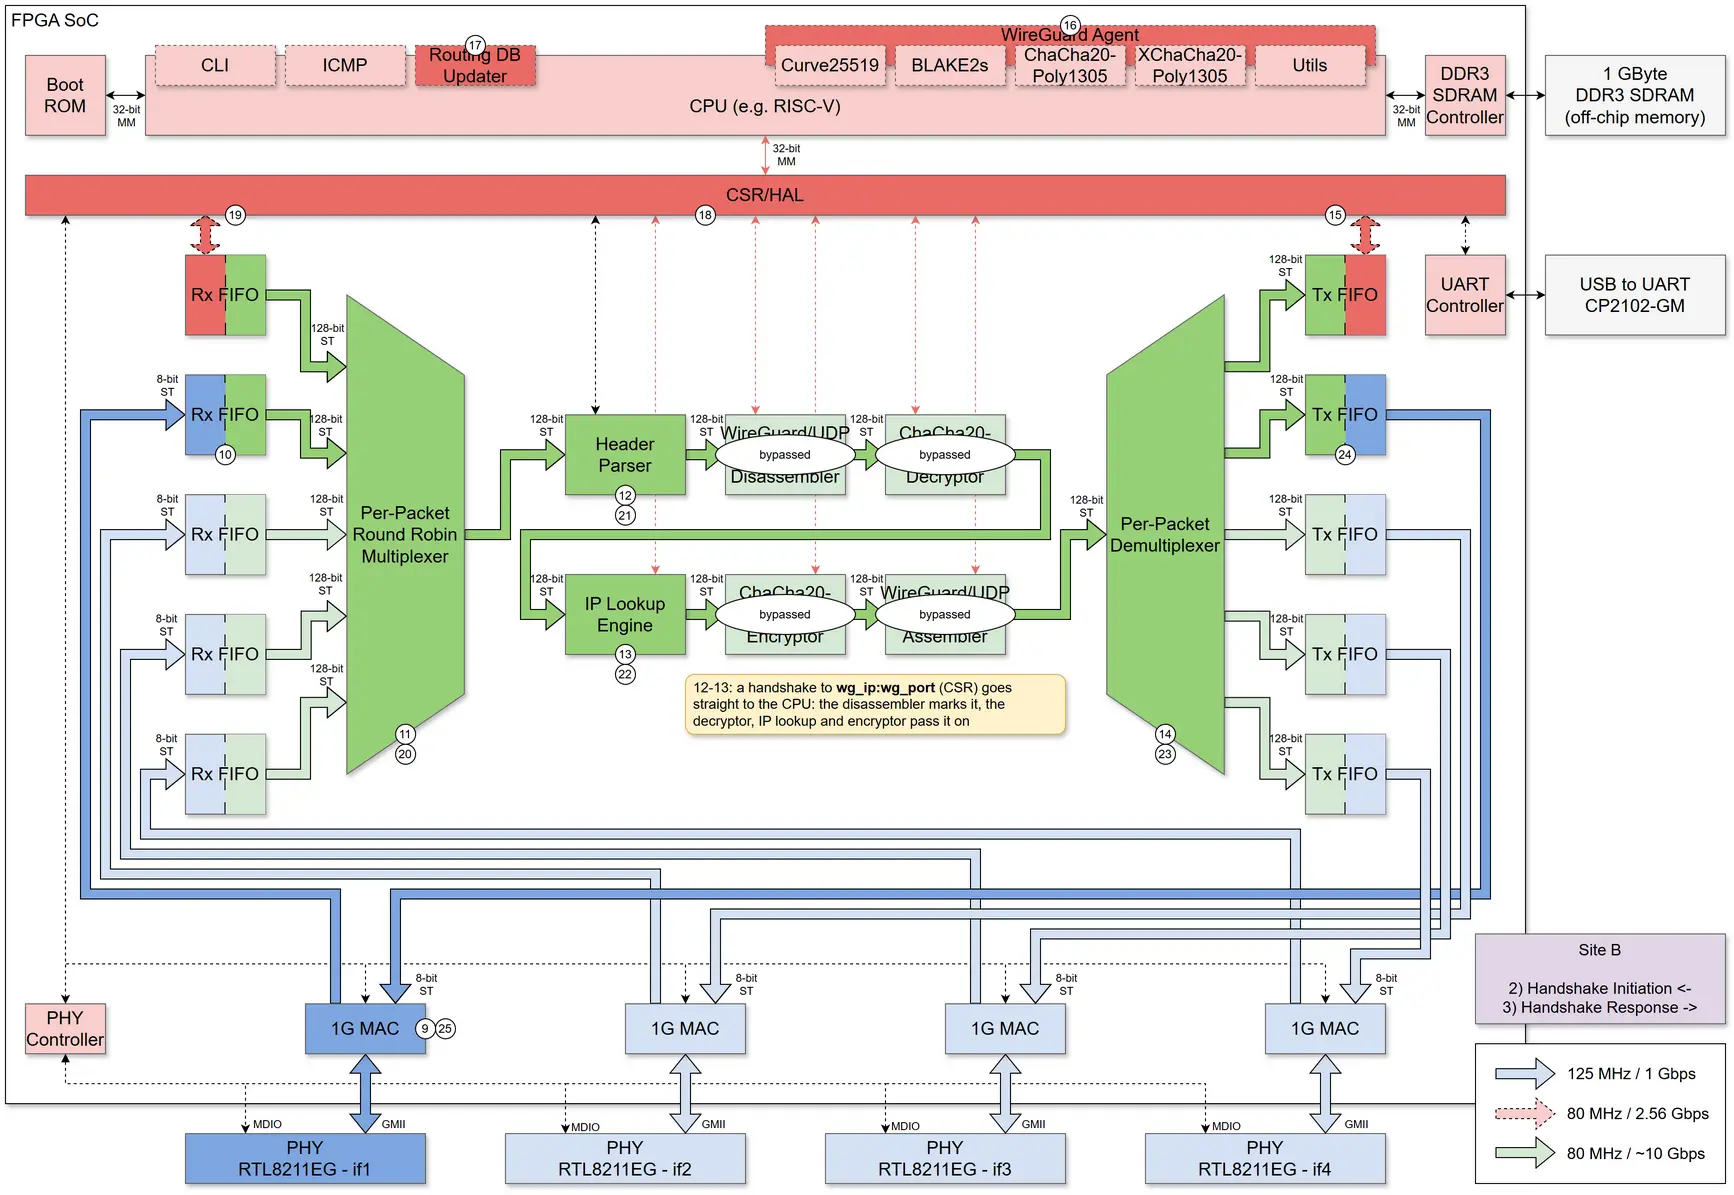 FPGA SoC
Boot
ROM
32-bit
MM
CLI
ICMP
17
Routing DB
Updater
16
WireGuard Agent
Curve25519
BLAKE2s
ChaCha20-
Poly1305
XChaCha20-
Poly1305
Utils
CPU (e.g. RISC-V)
32-bit
MM
DDR3
SDRAM
Controller
1 GByte
DDR3 SDRAM
(off-chip memory)
32-bit
MM
CSR/HAL
19
18
15
Rx FIFO
128-bit
ST
128-bit
ST
Tx FIFO
UART
Controller
USB to UART
CP2102-GM
8-bit
ST
Rx FIFO
10
128-bit
ST
128-bit
ST
Tx FIFO
24
8-bit
ST
Rx FIFO
128-bit
ST
128-bit
ST
Tx FIFO
8-bit
ST
Rx FIFO
128-bit
ST
128-bit
ST
Tx FIFO
8-bit
ST
Rx FIFO
128-bit
ST
128-bit
ST
Tx FIFO
Per-Packet
Round Robin
Multiplexer
11
20
128-bit
ST
Header
Parser
12
21
128-bit
ST
WireGuard/UDP
bypassed
Disassembler
128-bit
ST
ChaCha20-
bypassed
Decryptor
128-bit
ST
IP Lookup
Engine
13
22
128-bit
ST
ChaCha20-
bypassed
Encryptor
128-bit
ST
WireGuard/UDP
bypassed
Assembler
128-bit
ST
Per-Packet
Demultiplexer
14
23
12-13: a handshake to wg_ip:wg_port (CSR) goes
straight to the CPU: the disassembler marks it, the
decryptor, IP lookup and encryptor pass it on
PHY
Controller
8-bit
ST
1G MAC
9
25
8-bit
ST
1G MAC
8-bit
ST
1G MAC
8-bit
ST
1G MAC
Site B
2) Handshake Initiation <-
3) Handshake Response ->
125 MHz / 1 Gbps
80 MHz / 2.56 Gbps
80 MHz / ~10 Gbps
MDIO
GMII
MDIO
GMII
MDIO
GMII
MDIO
GMII
PHY
RTL8211EG - if1
PHY
RTL8211EG - if2
PHY
RTL8211EG - if3
PHY
RTL8211EG - if4